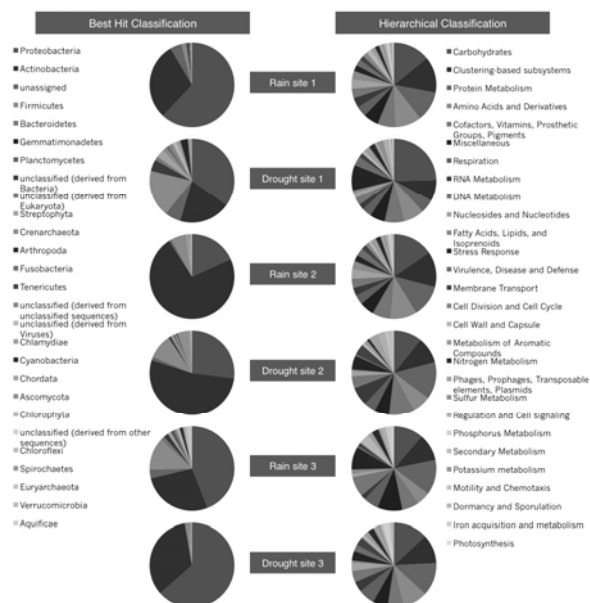 Best Hit Classification
Hierarchical Classification
Proteobacteria
Actinobacteria
unassigned
Firmicutes
Bacteroidetes
Gemmatimonadetes
Planctomycetes
unclassified (derived from
Bacteria)
unclassified (derived from
Eukaryota)
Streptophyta
Crenarchaeota
Arthropoda
Fusobacteria
Tenericutes
unclassified (derived from
unclassified sequences)
unclassified (derived from
Viruses)
Chlamydiae
Cyanobacteria
Chordata
Ascomycota
Chlorophyta
unclassified (derived from other
sequences)
Chloroflexi
Spirochaetes
Euryarchaeota
Verrucomicrobia
Aquificae
Rain site 1
Drought site 1
Rain site 2
Drought site 2
Rain site 3
Drought site 3
Carbohydrates
Clustering-based subsystems
Protein Metabolism
Amino Acids and Derivatives
Cofactors, Vitamins, Prosthetic
Groups, Pigments
Miscellaneous
Respiration
RNA Metabolism
DNA Metabolism
Nucleosides and Nucleotides
Fatty Acids, Lipids, and
Isoprenoids
Stress Response
Virulence, Disease and Defense
Membrane Transport
Cell Division and Cell Cycle
Cell Wall and Capsule
Metabolism of Aromatic
Compounds
Nitrogen Metabolism
Phages, Prophages, Transposable
elements, Plasmids
Sulfur Metabolism
Regulation and Cell signaling
Phosphorus Metabolism
Secondary Metabolism
Potassium metabolism
Motility and Chemotaxis
Dormancy and Sporulation
Iron acquisition and metabolism
Photosynthesis